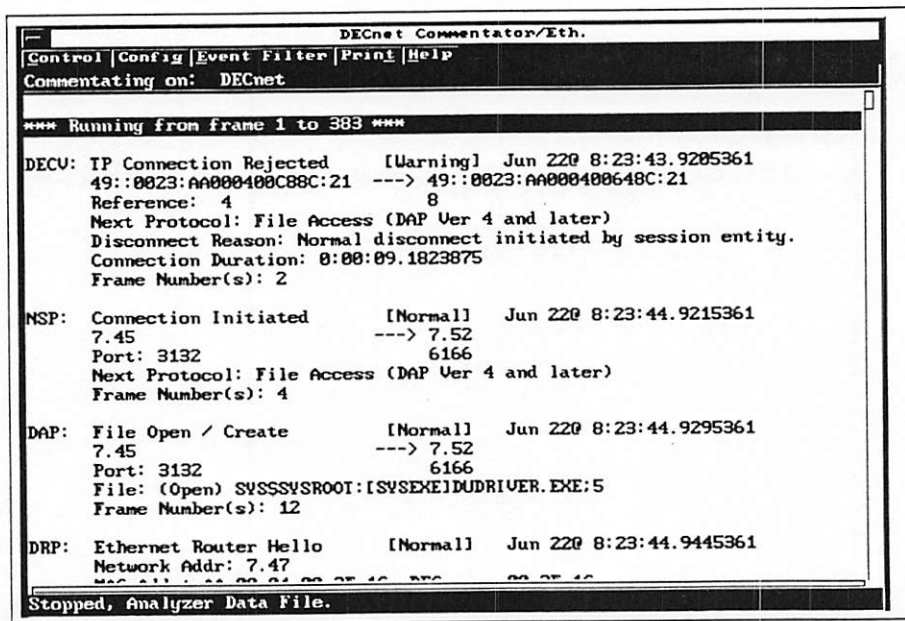 DECnet Commentator/Eth.
Control Config Event Filter Print Help
Commentating on: DECnet
*** Running from frame 1 to 383 ***
DECV: TP Connection Rejected [Warning] Jun 22@ 8:23:43.9205361
49::0023:AA000400C88C:21 ---> 49::0023:AA000400648C:21
Reference: 4 8
Next Protocol: File Access (DAP Ver 4 and later)
Disconnect Reason: Normal disconnect initiated by session entity.
Connection Duration: 0:00:09.1823875
Frame Number(s): 2
NSP: Connection Initiated [Normal] Jun 22@ 8:23:44.9215361
7.45 ---> 7.52
Port: 3132 6166
Next Protocol: File Access (DAP Ver 4 and later)
Frame Number(s): 4
DAP: File Open / Create [Normal] Jun 22@ 8:23:44.9295361
7.45 ---> 7.52
Port: 3132 6166
File: (Open) SYS$SYSROOT:[SYSEXE]DUDRIVER.EXE;5
Frame Number(s): 12
DRP: Ethernet Router Hello [Normal] Jun 22@ 8:23:44.9445361
Network Addr: 7.47
Stopped, Analyzer Data File.